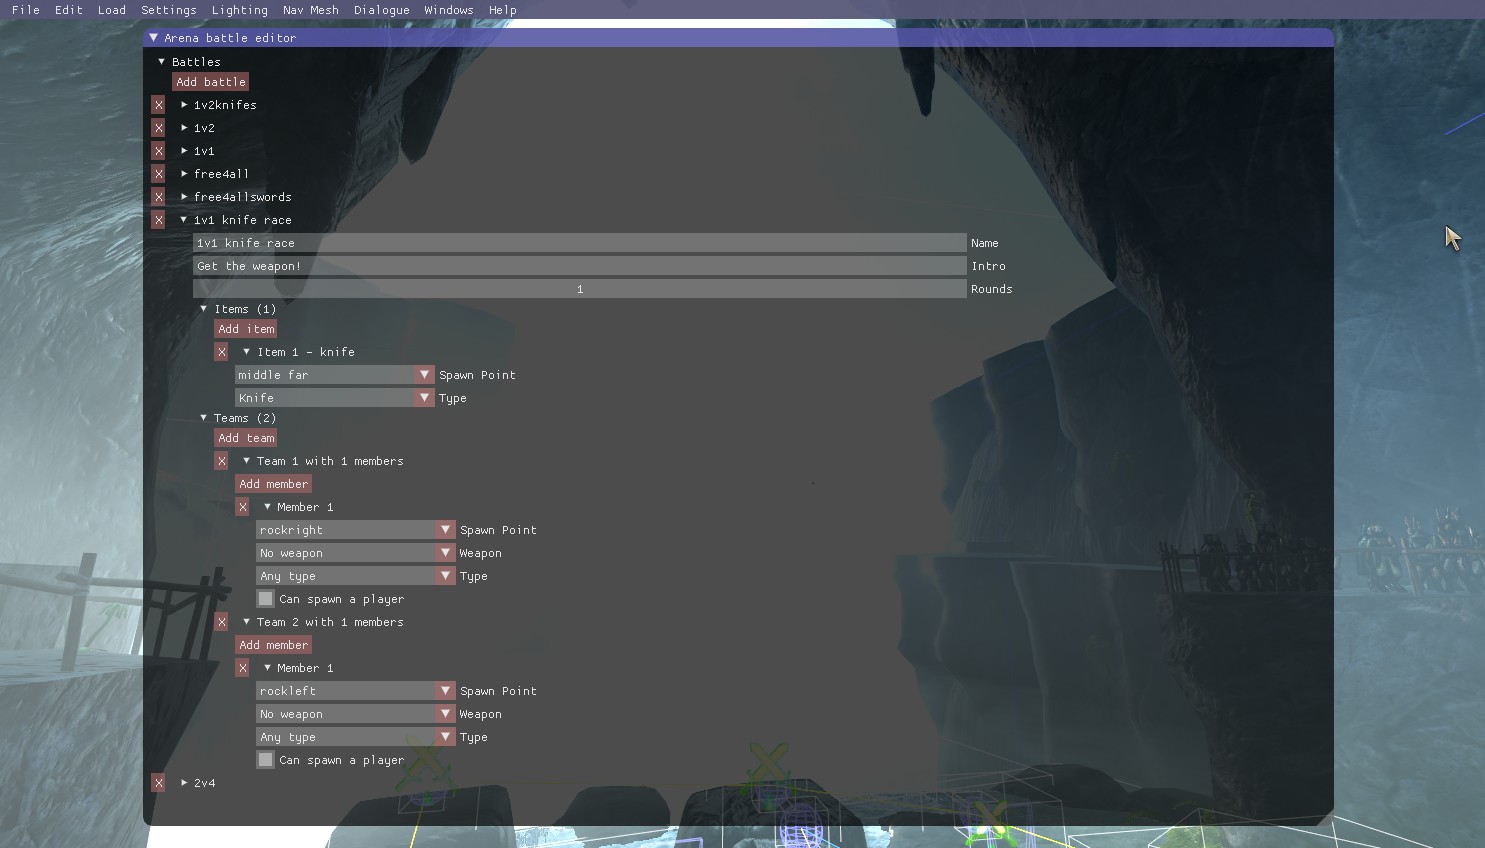 File Edit Load Settings Lighting Nav Mesh Dialogue Windows Help
Arena battle editor
Battles
Add battle
X 1v2knifes
X 1v2
X 1v1
X free4all
X free4allswords
X 1v1 knife race
1v1 knife race Name
Get the weapon! Intro
1 Rounds
Items (1)
Add item
X Item 1 - knife
middle far Spawn Point
Knife Type
Teams (2)
Add team
X Team 1 with 1 members
Add member
X Member 1
rockright Spawn Point
No weapon Weapon
Any type Type
Can spawn a player
X Team 2 with 1 members
Add member
X Member 1
rockleft Spawn Point
No weapon Weapon
Any type Type
Can spawn a player
X 2v4